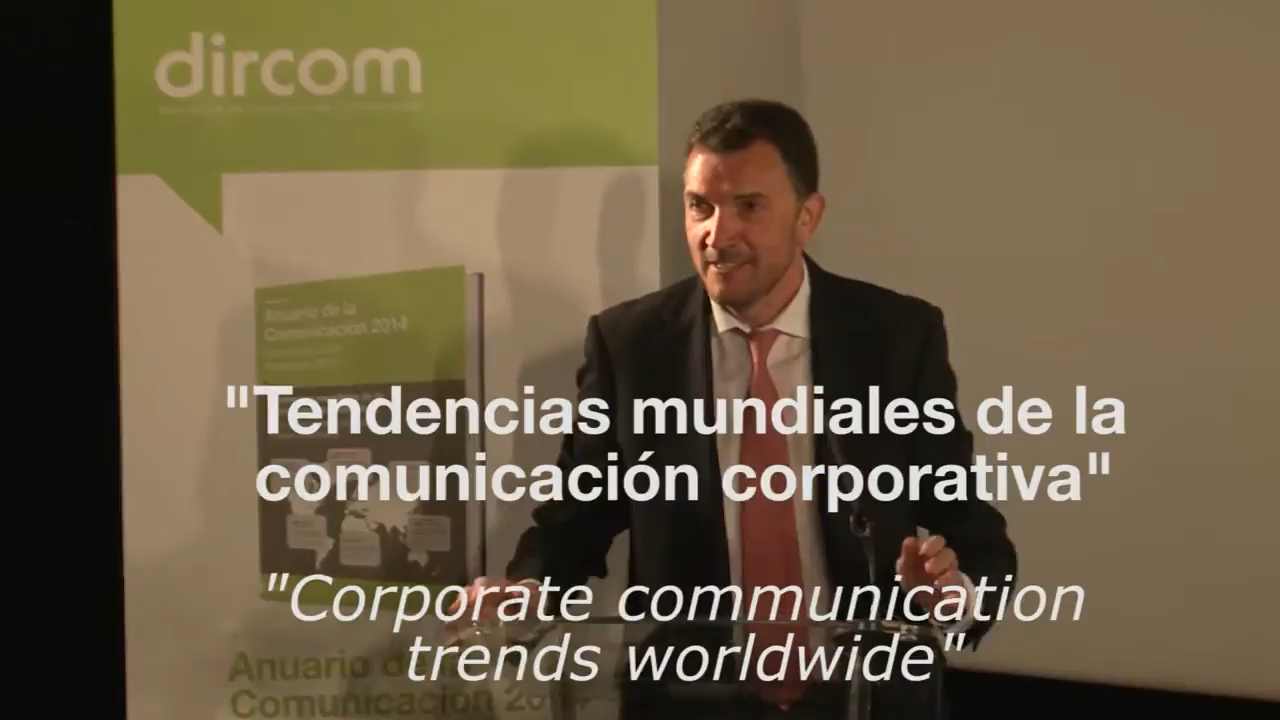 dircom
Anuario de la
Comunicación 2014
"Tendencias mundiales de la
comunicación corporativa"
"Corporate communication
trends worldwide"
Anuario de
Comunicación 2014